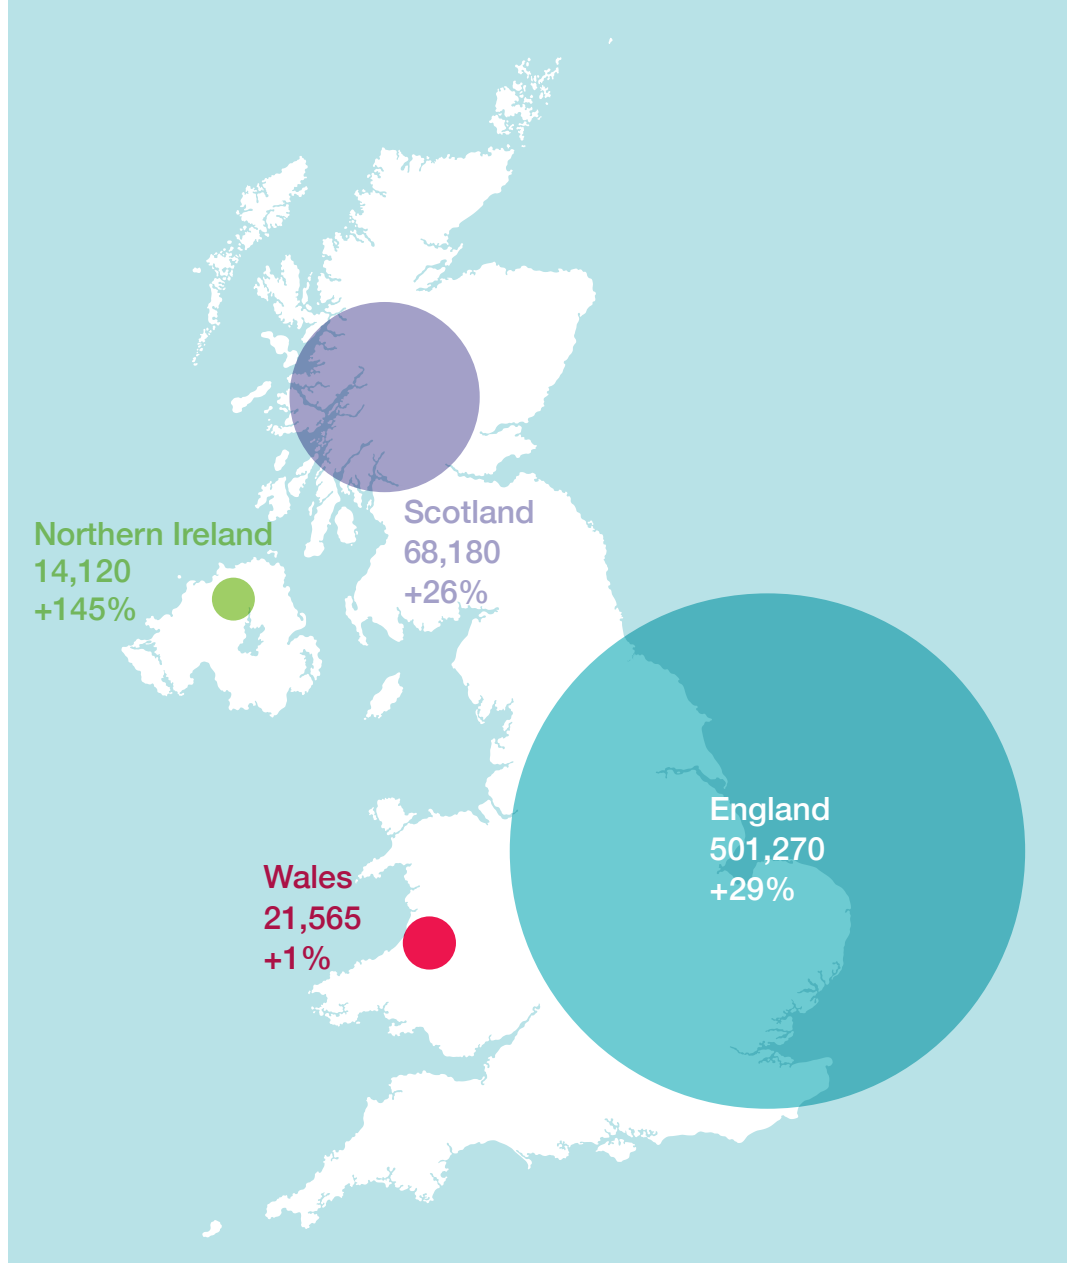 Scotland
68,180
+26%
Northern Ireland
14,120
+145%
England
501,270
+29%
Wales
21,565
+1%